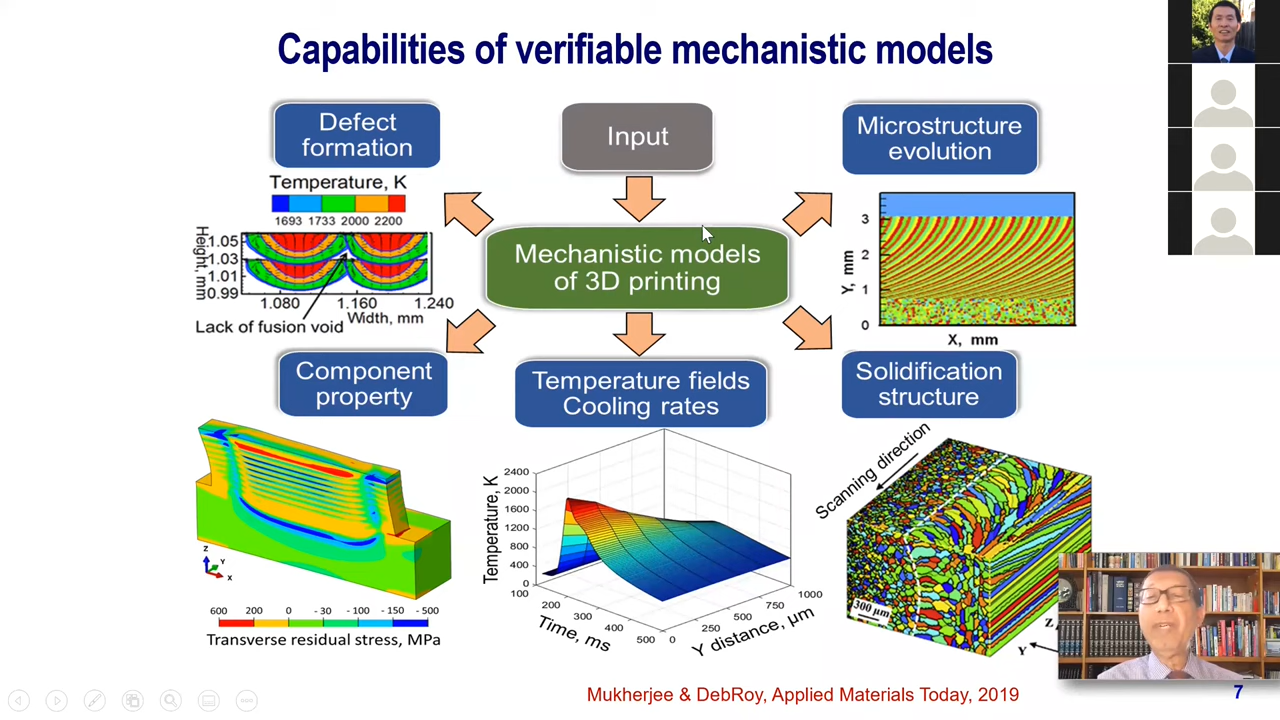 Capabilities of verifiable mechanistic models
Defect
formation
Input
Microstructure
evolution
Temperature, K
1693 1733 2000 2200
Height, mm
1.05
1.03
1.01
0.99
1.080 1.160 1.240
Width, mm
Lack of fusion void
Mechanistic models
of 3D printing
Y, mm
3
2
1
0
X, mm
Component
property
Temperature fields
Cooling rates
Solidification
structure
Z
Y
X
600 200 0 - 30 - 100 - 150 - 500
Transverse residual stress, MPa
Temperature, K
2400
2000
1600
1200
800
400
0
100
200
300
400
500
Time, ms
0
250
500
750
1000
Y distance, µm
Scanning direction
300 µm
Z
Y
Mukherjee & DebRoy, Applied Materials Today, 2019
7